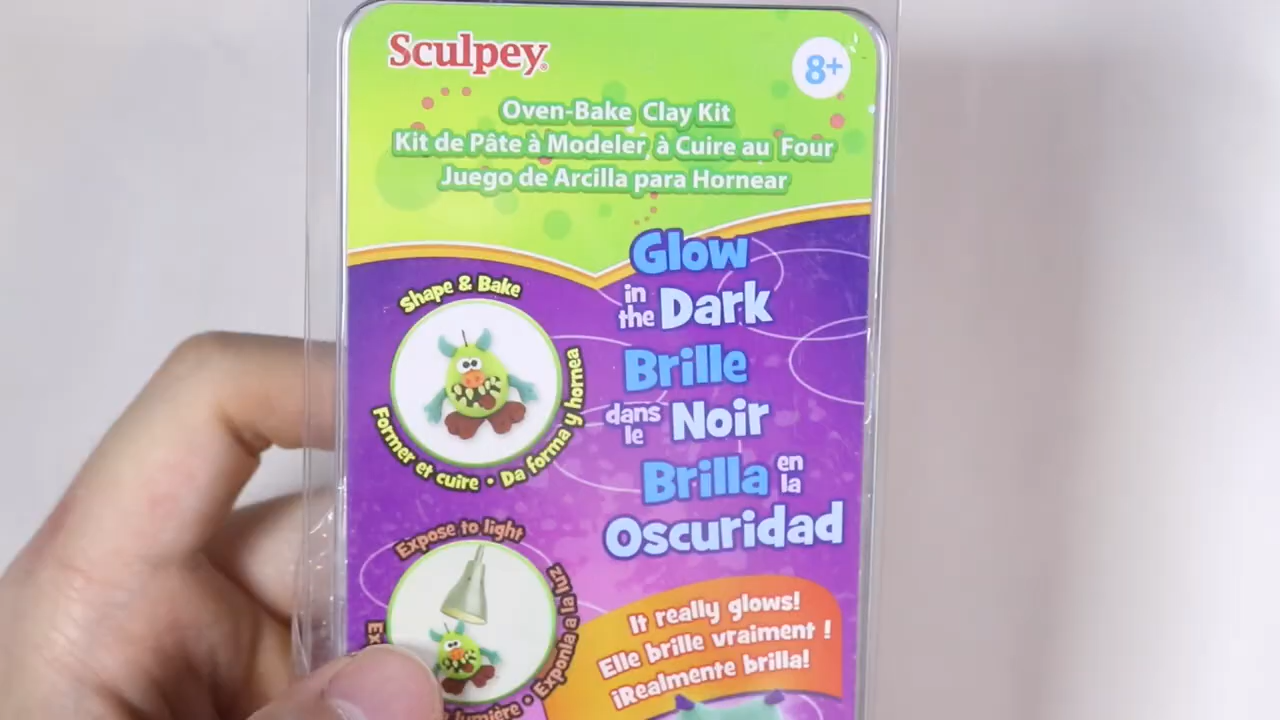 Sculpey®
8+
Oven-Bake Clay Kit
Kit de Pâte à Modeler, à Cuire au Four
Juego de Arcilla para Hornear
Glow
in the Dark
Brille
dans le Noir
Brilla en la
Oscuridad
Shape & Bake
Former et cuire • Da forma y hornea
Expose to light
lumière • Exponla a la luz
It really glows!
Elle brille vraiment !
¡Realmente brilla!